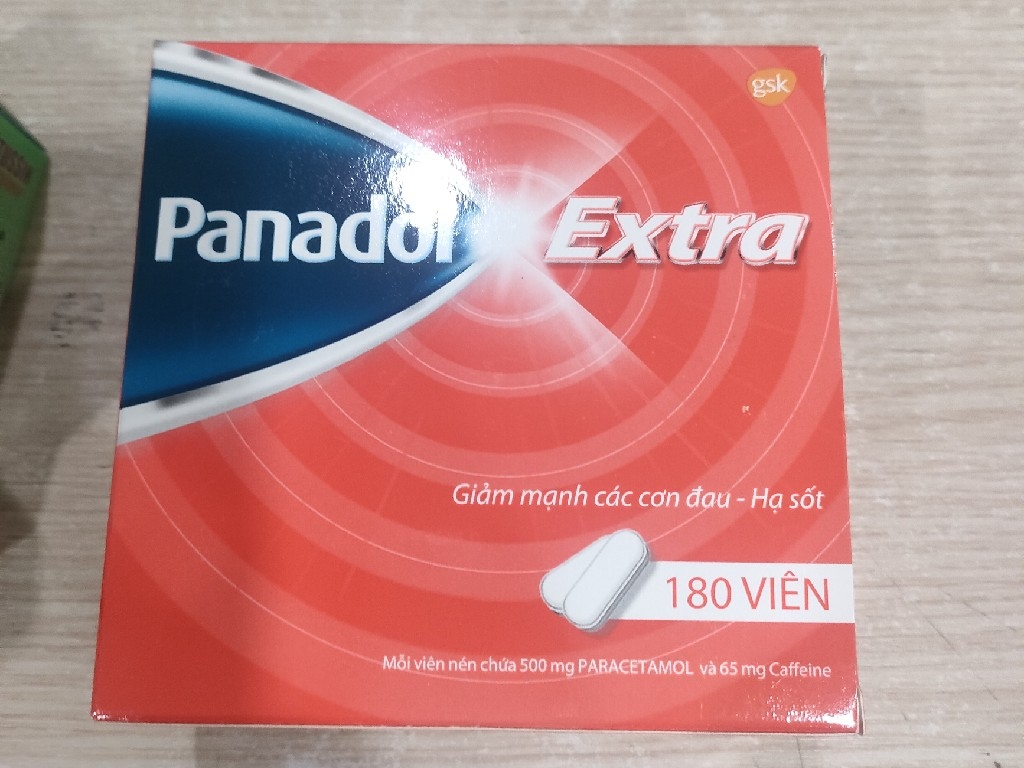 gsk
Panadol Extra
Giảm mạnh các cơn đau - Hạ sốt
180 VIÊN
Mỗi viên nén chứa 500 mg PARACETAMOL và 65 mg Caffeine